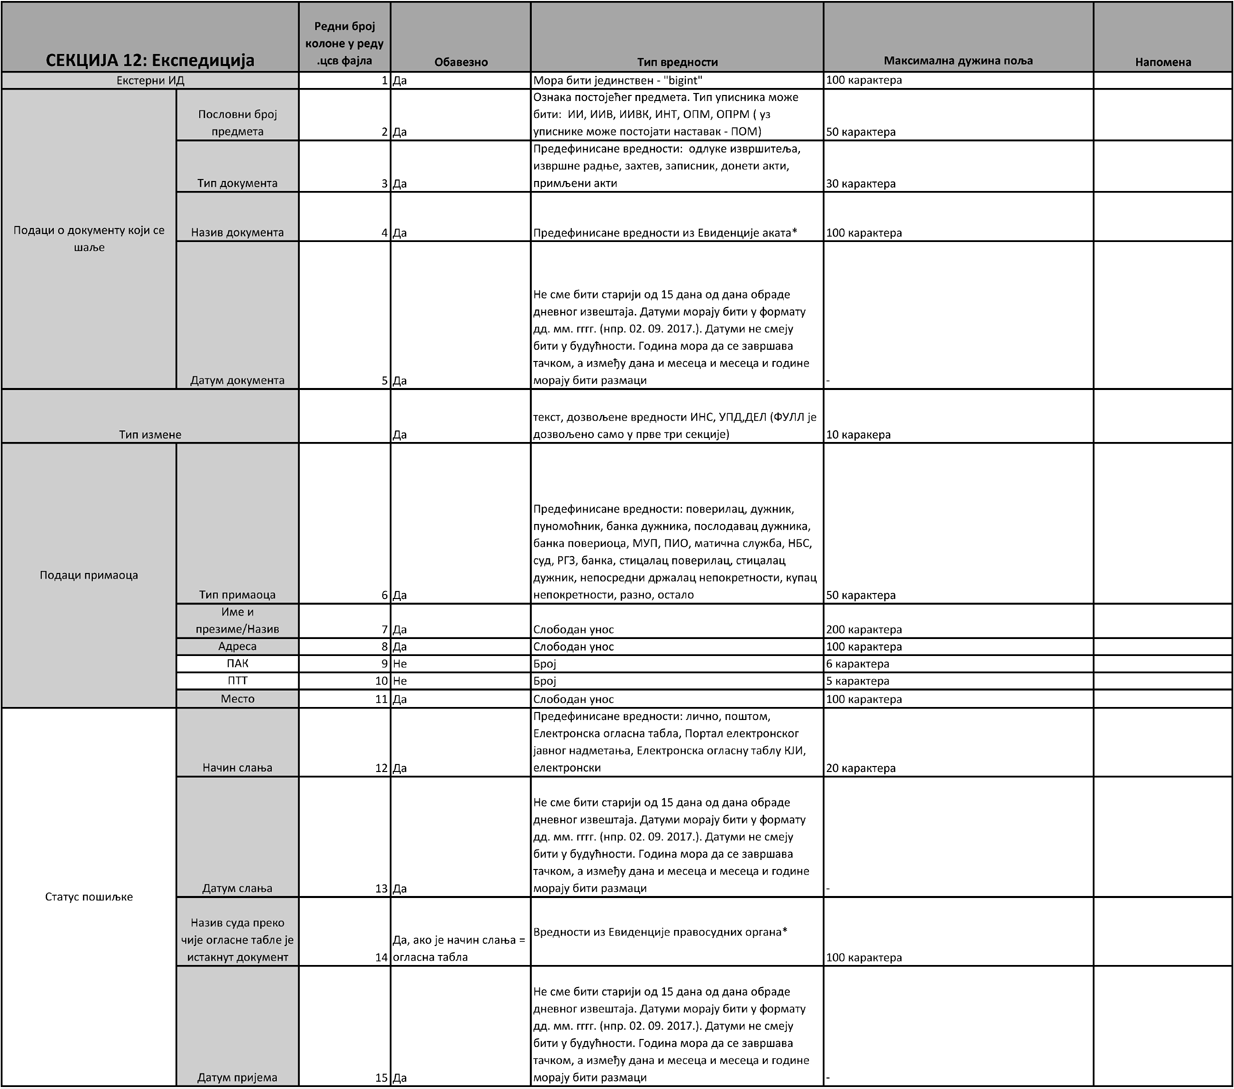 СЕКЦИЈА 12: Експедиција
Редни број
колоне у реду
.цсв фајла
Обавезно
Тип вредности
Максимална дужина поља
Напомена
Екстерни ИД
1
Да
Мора бити јединствен - "bigint"
100 карактера
Подаци о документу који се
шаље
Пословни број
предмета
2
Да
Ознака постојећег предмета. Тип уписника може
бити:  ИИ, ИИВ, ИИВК, ИНТ, ОПМ, ОПРМ ( уз
уписнике може постојати наставак - ПОМ)
50 карактера
Тип документа
3
Да
Предефинисане вредности:  одлуке извршитеља,
извршне радње, захтев, записник, донети акти,
примљени акти
30 карактера
Назив документа
4
Да
Предефинисане вредности из Евиденције аката*
100 карактера
Датум документа
5
Да
Не сме бити старији од 15 дана од дана обраде
дневног извештаја. Датуми морају бити у формату
дд. мм. гггг. (нпр. 02. 09. 2017.). Датуми не смеју
бити у будућности. Година мора да се завршава
тачком, а између дана и месеца и месеца и године
морају бити размаци
-
Тип измене
Да
текст, дозвољене вредности ИНС, УПД,ДЕЛ (ФУЛЛ је
дозвољено само у прве три секције)
10 каракера
Подаци примаоца
Тип примаоца
6
Да
Предефинисане вредности: поверилац, дужник,
пуномоћник, банка дужника, послодавац дужника,
банка повериоца, МУП, ПИО, матична служба, НБС,
суд, РГЗ, банка, стицалац поверилац, стицалац
дужник, непосредни држалац непокретности, купац
непокретности, разно, остало
50 карактера
Име и
презиме/Назив
7
Да
Слободан унос
200 карактера
Адреса
8
Да
Слободан унос
100 карактера
ПАК
9
Не
Број
6 карактера
ПТТ
10
Не
Број
5 карактера
Место
11
Да
Слободан унос
100 карактера
Статус пошиљке
Начин слања
12
Да
Предефинисане вредности: лично, поштом,
Електронска огласна табла, Портал електронског
јавног надметања, Електронска огласну таблу КЈИ,
електронски
20 карактера
Датум слања
13
Да
Не сме бити старији од 15 дана од дана обраде
дневног извештаја. Датуми морају бити у формату
дд. мм. гггг. (нпр. 02. 09. 2017.). Датуми не смеју
бити у будућности. Година мора да се завршава
тачком, а између дана и месеца и месеца и године
морају бити размаци
-
Назив суда преко
чије огласне табле је
истакнут документ
14
Да, ако је начин слања =
огласна табла
Вредности из Евиденције правосудних органа*
100 карактера
Датум пријема
15
Да
Не сме бити старији од 15 дана од дана обраде
дневног извештаја. Датуми морају бити у формату
дд. мм. гггг. (нпр. 02. 09. 2017.). Датуми не смеју
бити у будућности. Година мора да се завршава
тачком, а између дана и месеца и месеца и године
морају бити размаци
-